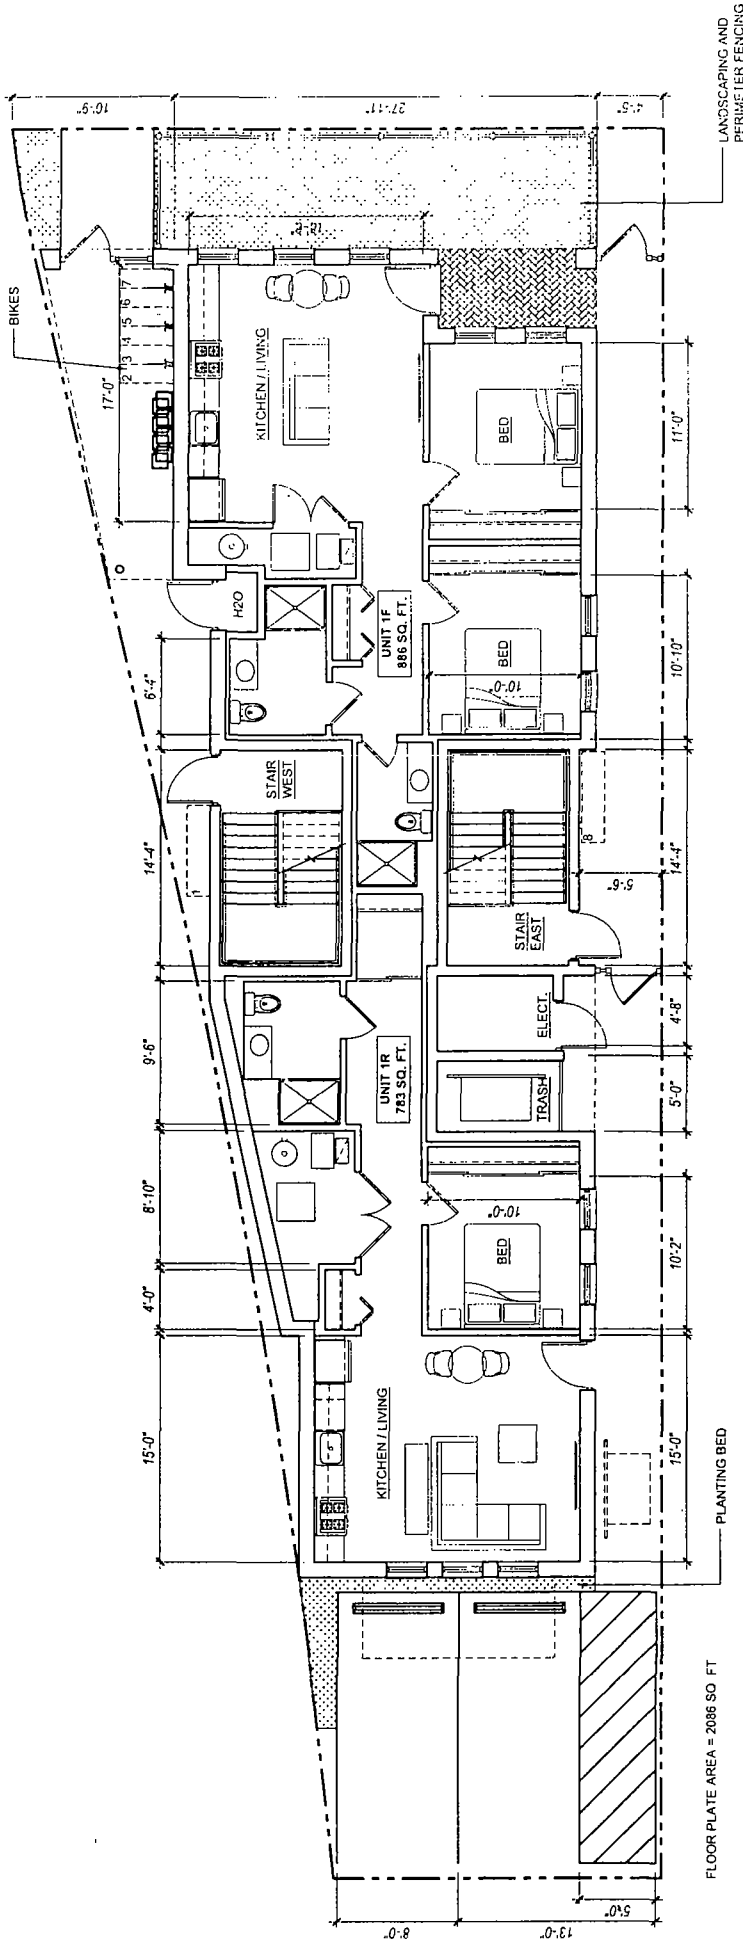 LANDSCAPING AND
PERIMETER FENCING
10'-9"
27'-11"
4'-5"
BIKES
17'-0"
2 3 4 5 6 7
18'-8"
KITCHEN / LIVING
BED
11'-0"
H2O
6'-4"
UNIT 1F
886 SQ. FT.
BED
10'-0"
10'-10"
STAIR
WEST
14'-4"
1
STAIR
EAST
8
5'-6"
14'-4"
9'-6"
UNIT 1R
783 SQ. FT.
ELECT.
4'-8"
TRASH
5'-0"
8'-10"
4'-0"
BED
10'-0"
10'-2"
15'-0"
KITCHEN / LIVING
15'-0"
PLANTING BED
FLOOR PLATE AREA = 2086 SQ FT
8'-0"
13'-0"
5'-0"